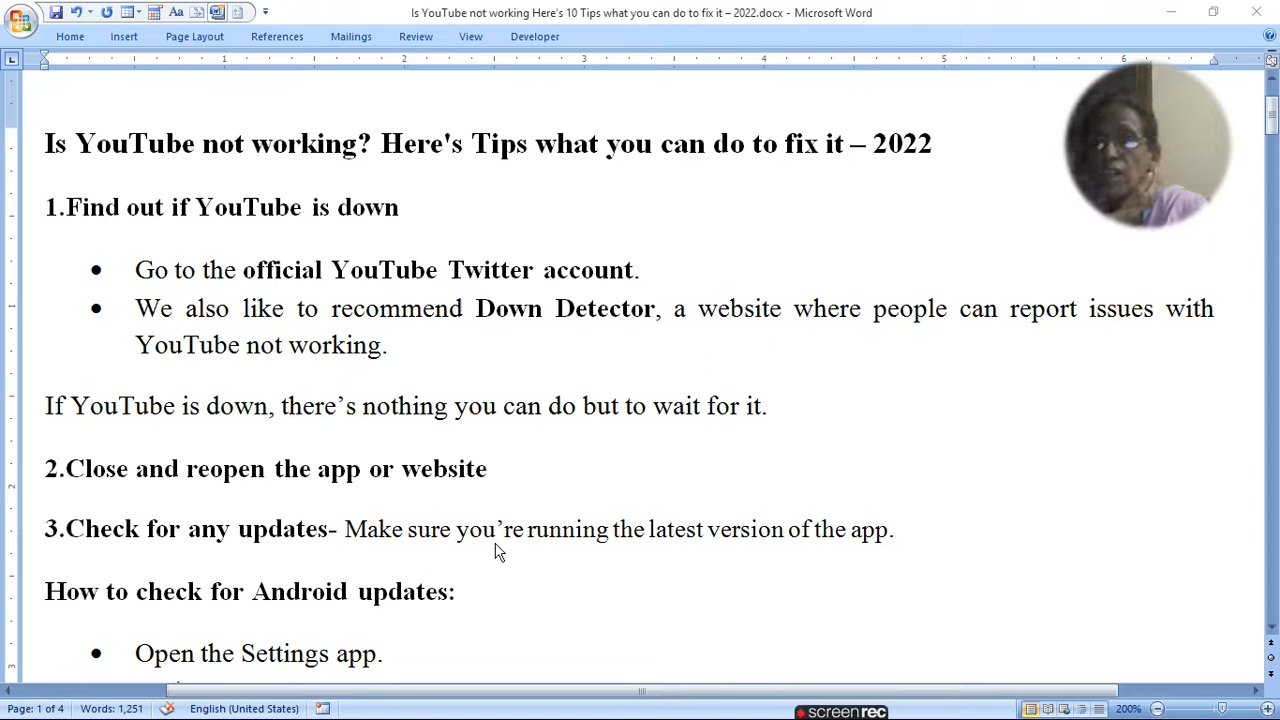 Is YouTube not working Here's 10 Tips what you can do to fix it – 2022.docx - Microsoft Word
Home Insert Page Layout References Mailings Review View Developer
1 2 3 4 5 6
Is YouTube not working? Here's Tips what you can do to fix it – 2022
1.Find out if YouTube is down
• Go to the official YouTube Twitter account.
• We also like to recommend Down Detector, a website where people can report issues with
YouTube not working.
If YouTube is down, there’s nothing you can do but to wait for it.
2.Close and reopen the app or website
3.Check for any updates- Make sure you’re running the latest version of the app.
How to check for Android updates:
• Open the Settings app.
Page: 1 of 4 Words: 1,251 English (United States) 200%
screenrec